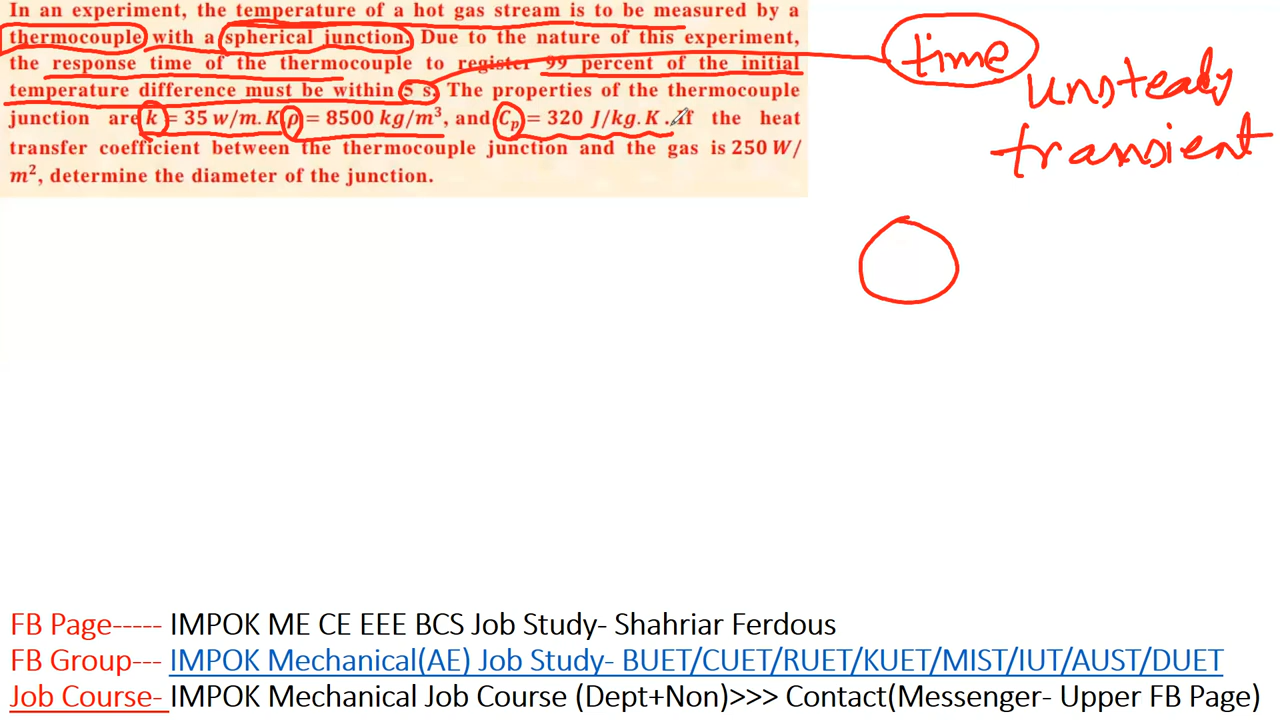 In an experiment, the temperature of a hot gas stream is to be measured by a
thermocouple with a spherical junction. Due to the nature of this experiment,
the response time of the thermocouple to register 99 percent of the initial
temperature difference must be within 5 s. The properties of the thermocouple
junction are k = 35 w/m.K ρ = 8500 kg/m³, and Cₚ = 320 J/kg.K . If the heat
transfer coefficient between the thermocouple junction and the gas is 250 W/
m², determine the diameter of the junction.
time
unsteady
transient
FB Page----- IMPOK ME CE EEE BCS Job Study- Shahriar Ferdous
FB Group--- IMPOK Mechanical(AE) Job Study- BUET/CUET/RUET/KUET/MIST/IUT/AUST/DUET
Job Course- IMPOK Mechanical Job Course (Dept+Non)>>> Contact(Messenger- Upper FB Page)